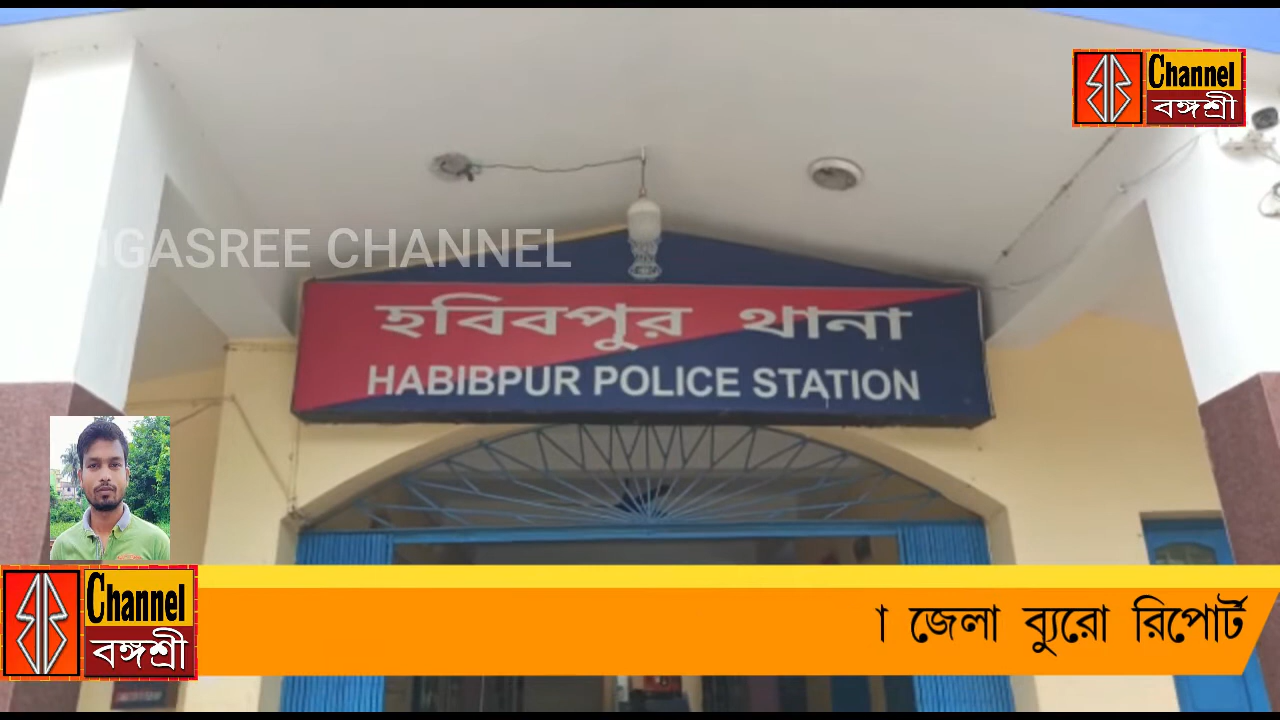 Channel
বঙ্গশ্রী
NGASREE CHANNEL
হবিবপুর থানা
HABIBPUR POLICE STATION
Channel
বঙ্গশ্রী
া জেলা ব্যুরো রিপোর্ট